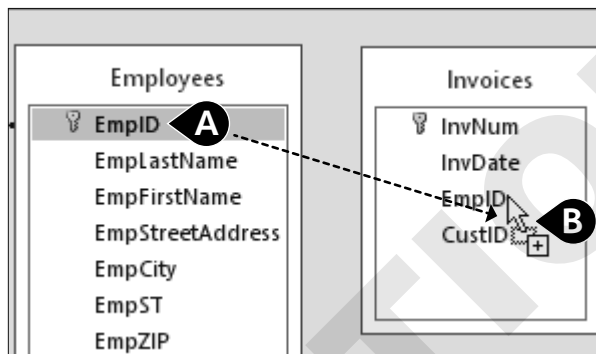 Employees
EmpID
A
EmpLastName
EmpFirstName
EmpStreetAddress
EmpCity
EmpST
EmpZIP
Invoices
InvNum
InvDate
EmpID
B
CustID